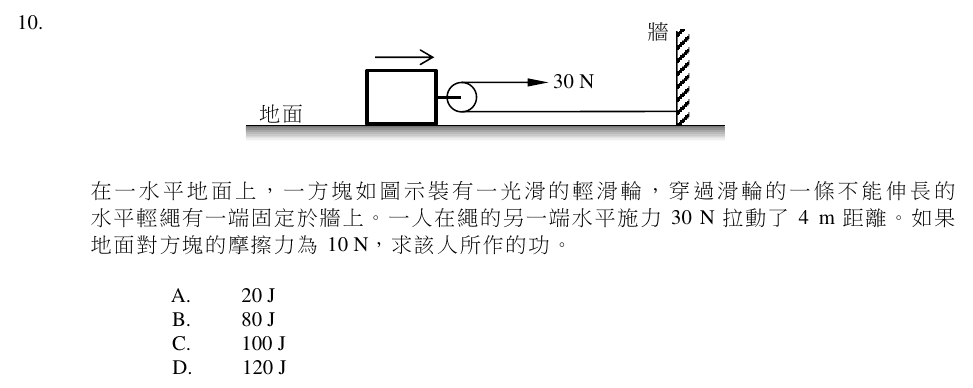 10.
牆
30 N
地面
在一水平地面上，一方塊如圖示裝有一光滑的輕滑輪，穿過滑輪的一條不能伸長的
水平輕繩有一端固定於牆上。一人在繩的另一端水平施力 30 N 拉動了 4 m 距離。如果
地面對方塊的摩擦力為 10 N，求該人所作的功。
A. 20 J
B. 80 J
C. 100 J
D. 120 J